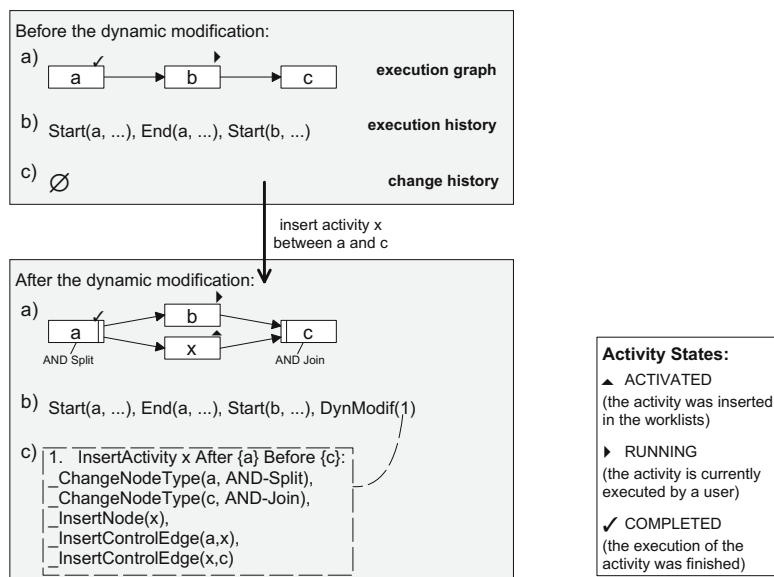 Before the dynamic modification:
a)
a
b
c
execution graph
b) Start(a, ...), End(a, ...), Start(b, ...)
execution history
c) ∅
change history
insert activity x
between a and c
After the dynamic modification:
a)
b
a
c
x
AND Split
AND Join
b) Start(a, ...), End(a, ...), Start(b, ...), DynModif(1)
c) 1. InsertActivity x After {a} Before {c}:
_ChangeNodeType(a, AND-Split),
_ChangeNodeType(c, AND-Join),
_InsertNode(x),
_InsertControlEdge(a,x),
_InsertControlEdge(x,c)
Activity States:
ACTIVATED
(the activity was inserted
in the worklists)
RUNNING
(the activity is currently
executed by a user)
✓ COMPLETED
(the execution of the
activity was finished)